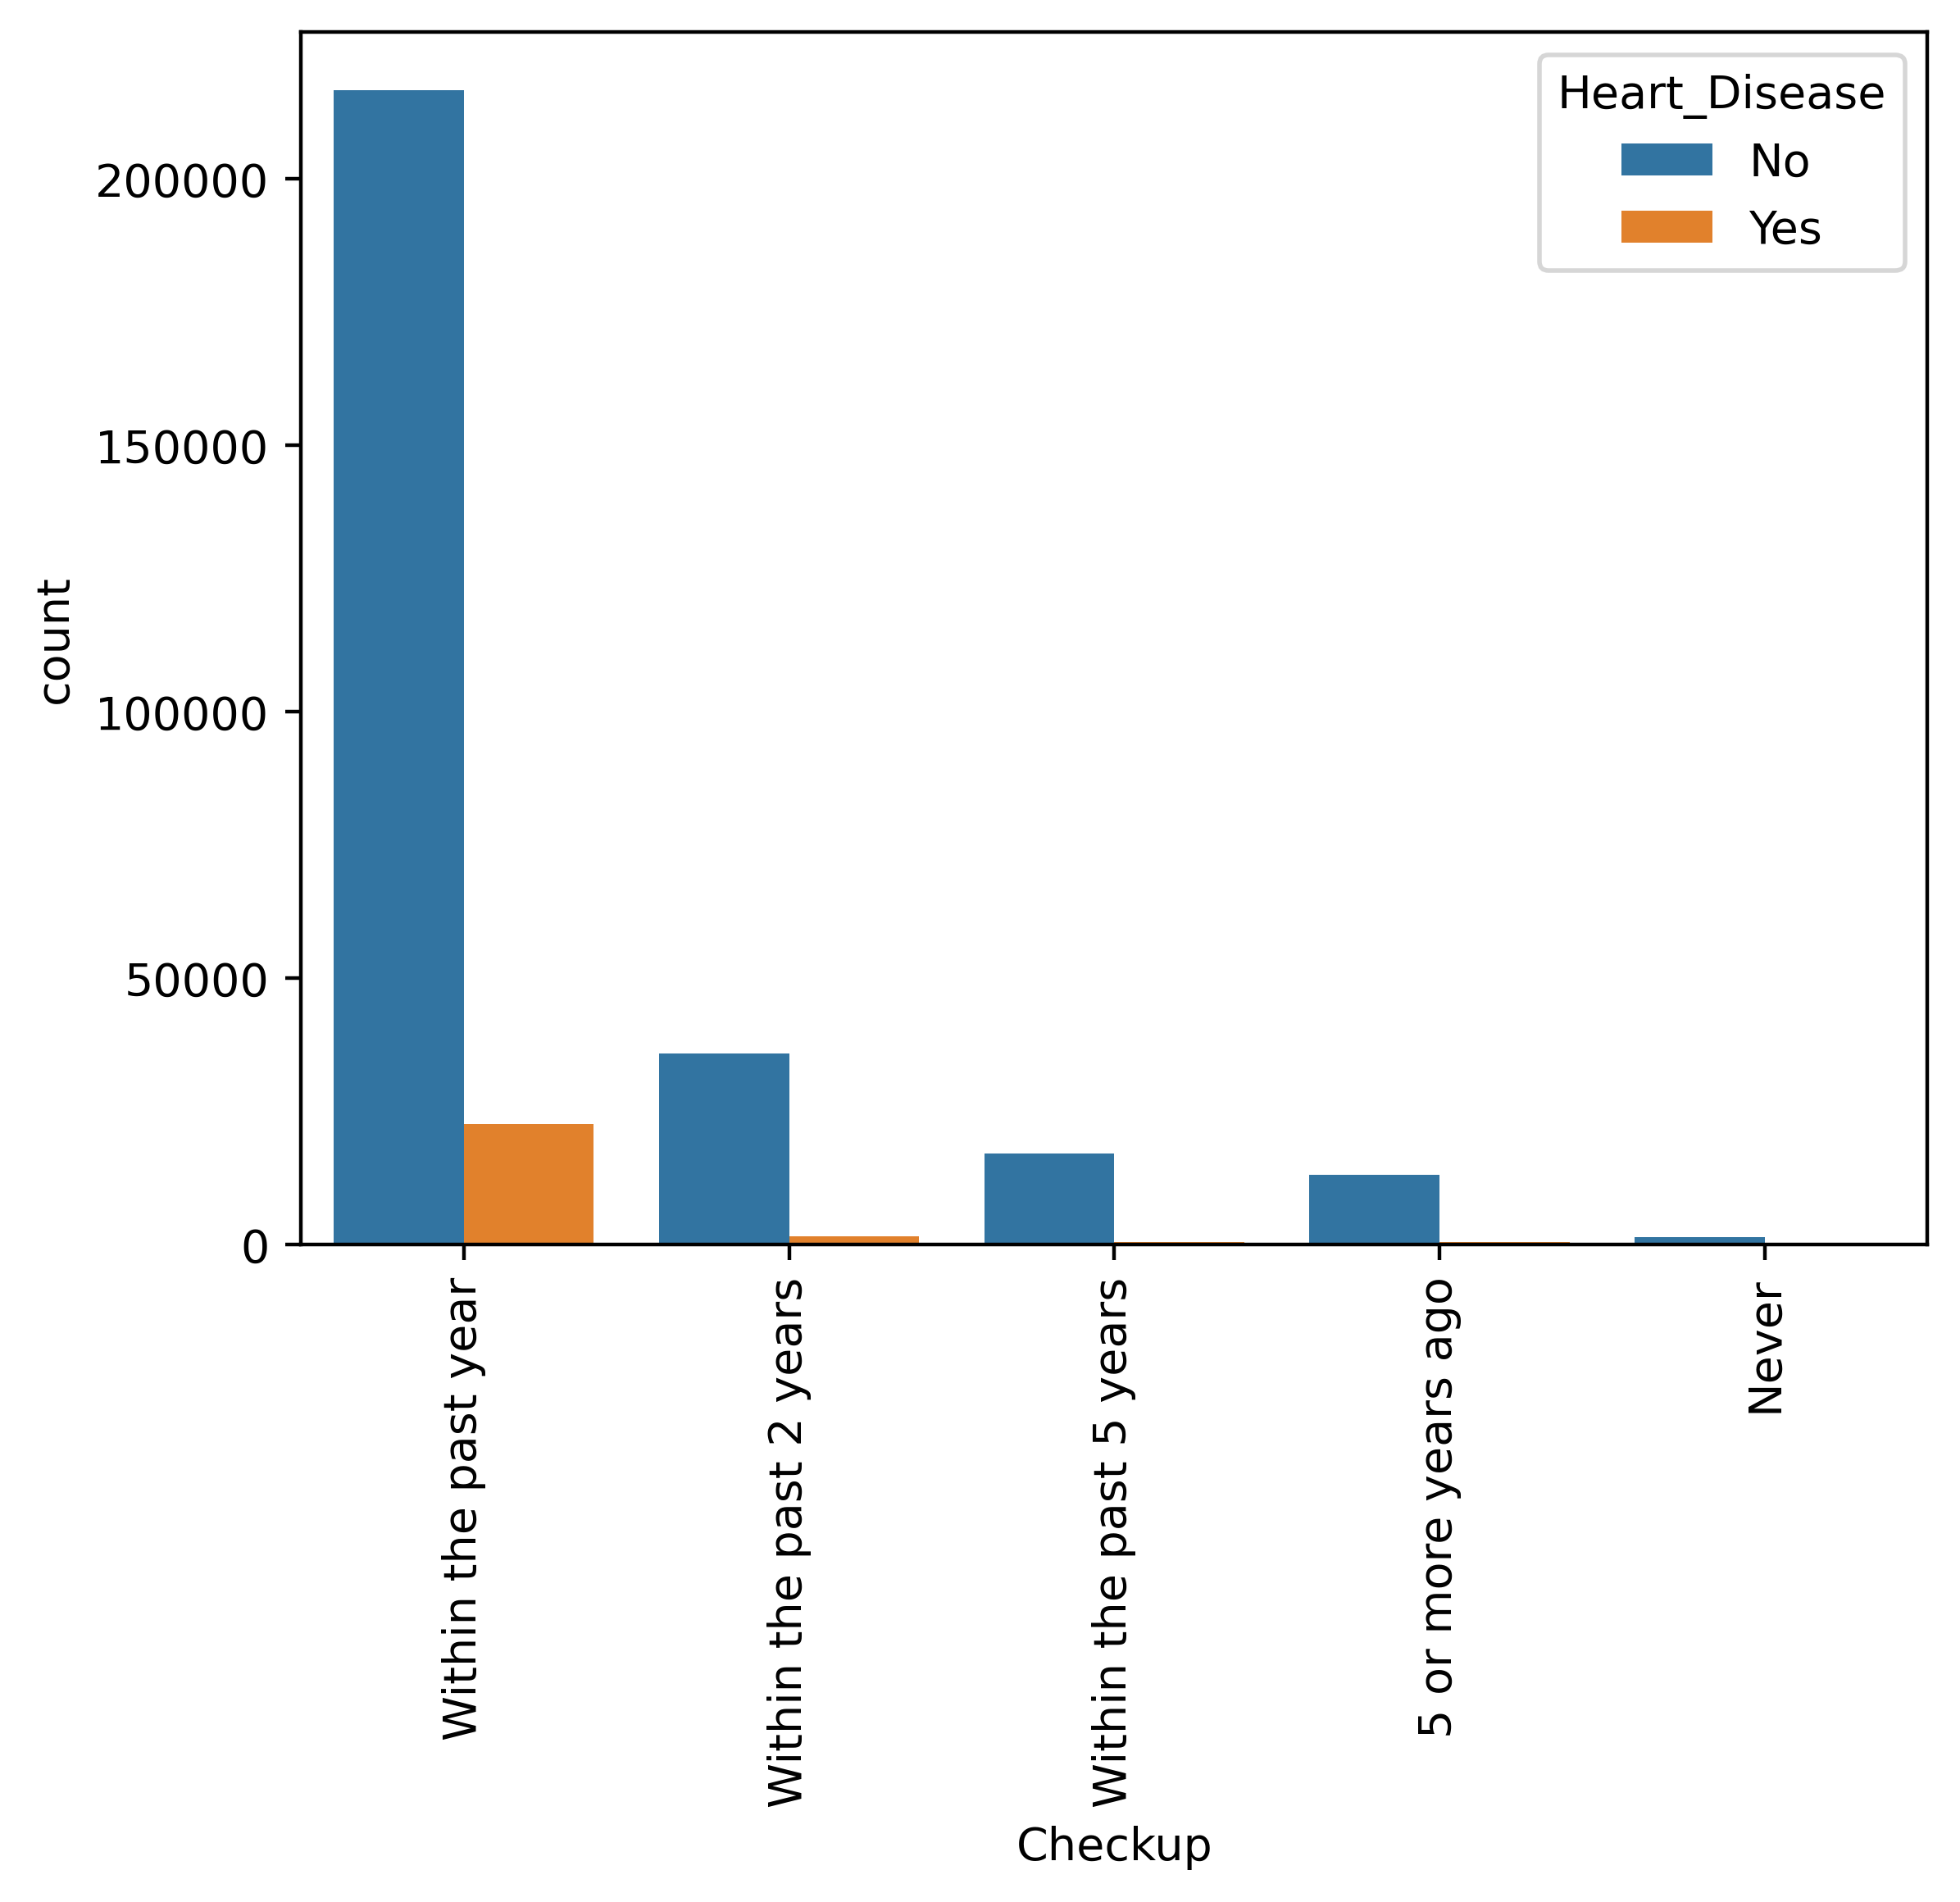 Heart_Disease
No
Yes
200000
150000
100000
50000
0
count
Within the past year
Within the past 2 years
Within the past 5 years
5 or more years ago
Never
Checkup